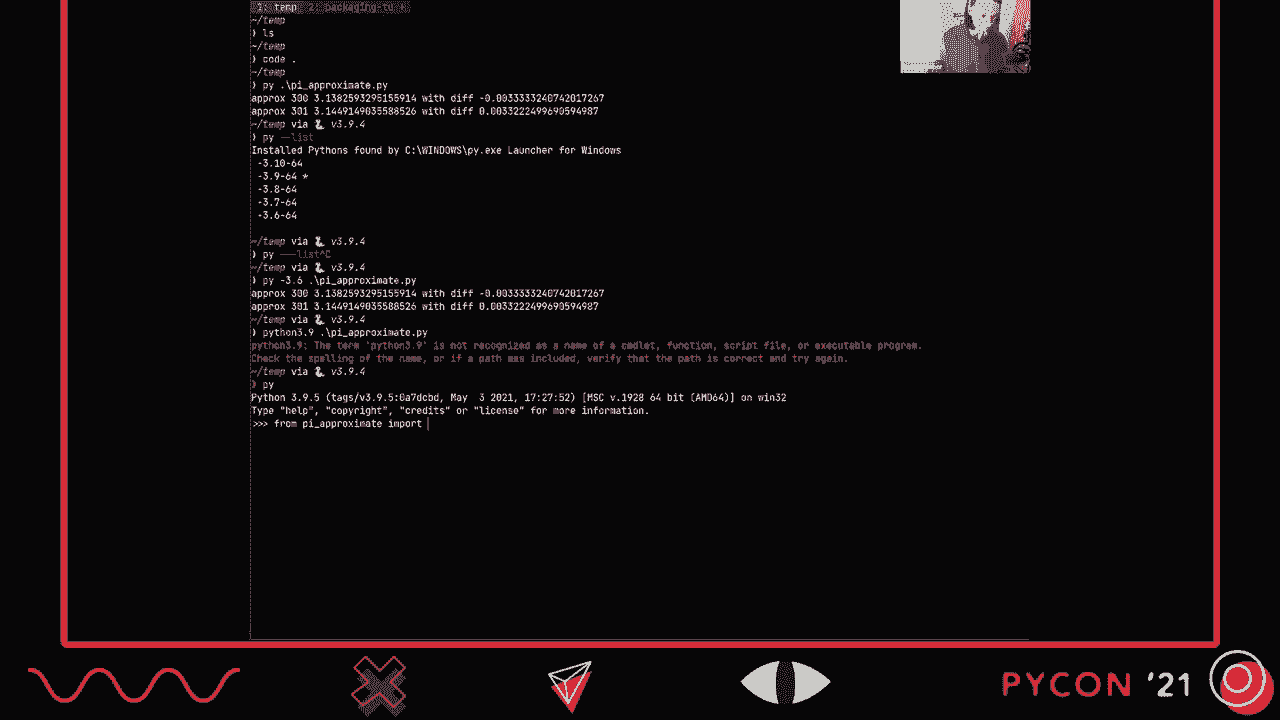 1: temp 2: packaging-tu
~/temp
❯ ls
~/temp
❯ code .
~/temp
❯ py .\pi_approximate.py
approx 300 3.1382593295155914 with diff -0.0033333240742017267
approx 301 3.1449149035588526 with diff 0.0033222499690594987
~/temp via 🐍 v3.9.4
❯ py --list
Installed Pythons found by C:\WINDOWS\py.exe Launcher for Windows
-3.10-64
-3.9-64 *
-3.8-64
-3.7-64
-3.6-64
~/temp via 🐍 v3.9.4
❯ py --list^C
~/temp via 🐍 v3.9.4
❯ py -3.6 .\pi_approximate.py
approx 300 3.1382593295155914 with diff -0.0033333240742017267
approx 301 3.1449149035588526 with diff 0.0033222499690594987
~/temp via 🐍 v3.9.4
❯ python3.9 .\pi_approximate.py
python3.9: The term 'python3.9' is not recognized as a name of a cmdlet, function, script file, or executable program.
Check the spelling of the name, or if a path was included, verify that the path is correct and try again.
~/temp via 🐍 v3.9.4
❯ py
Python 3.9.5 (tags/v3.9.5:0a7dcbd, May  3 2021, 17:27:52) [MSC v.1928 64 bit (AMD64)] on win32
Type "help", "copyright", "credits" or "license" for more information.
>>> from pi_approximate import
PYCON '21